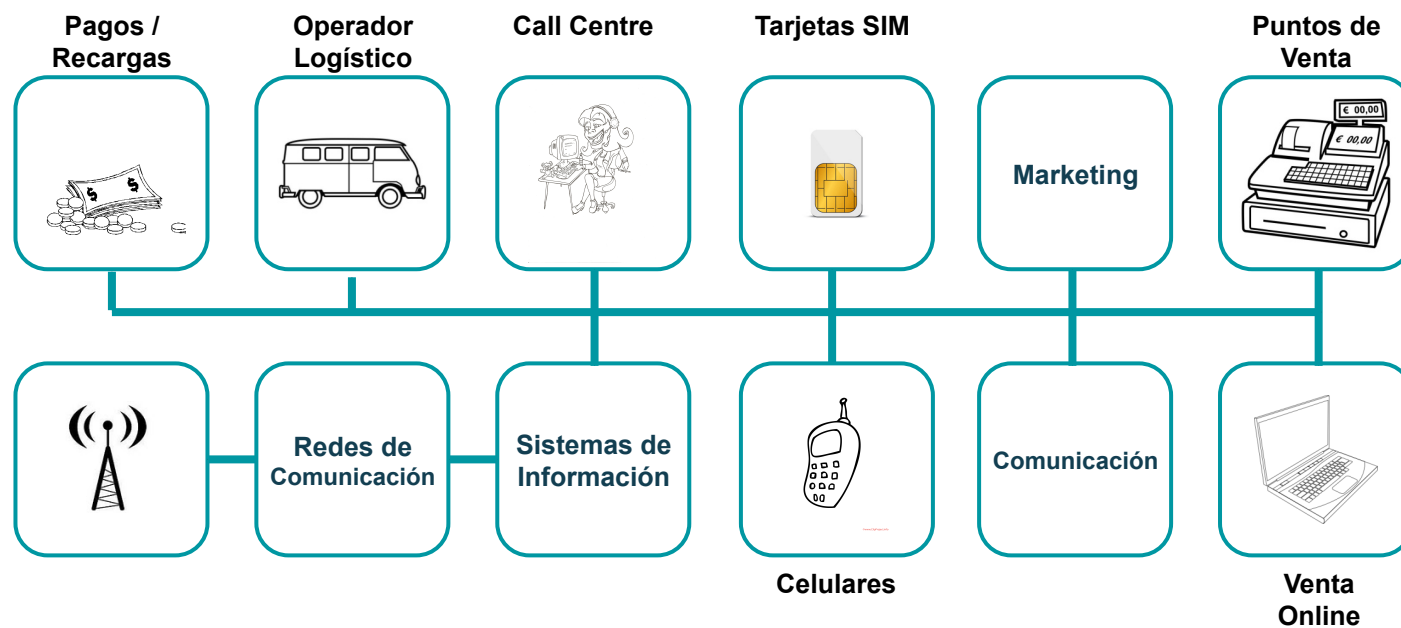 Pagos /
Recargas
Operador
Logístico
Call Centre
Tarjetas SIM
Puntos de
Venta
$
$
Marketing
€ 00,00
€ 00,00
Redes de
Comunicación
Sistemas de
Información
Comunicación
Celulares
Venta
Online